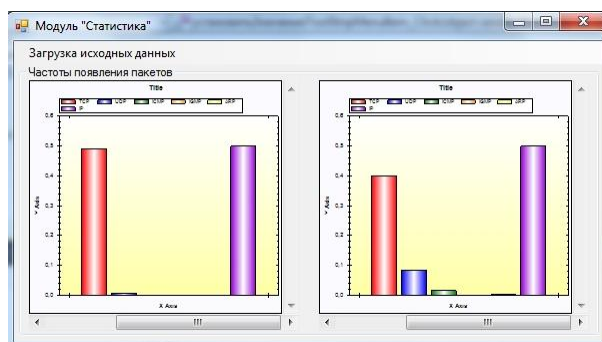 Модуль "Статистика"
Загрузка исходных данных
Частоты появления пакетов
Title
TCP UDP ICMP IGMP ARP
IP
0,6
0,5
0,4
0,3
0,2
0,1
0,0
Y Axis
X Axis
Title
TCP UDP ICMP IGMP ARP
IP
0,6
0,5
0,4
0,3
0,2
0,1
0,0
Y Axis
X Axis